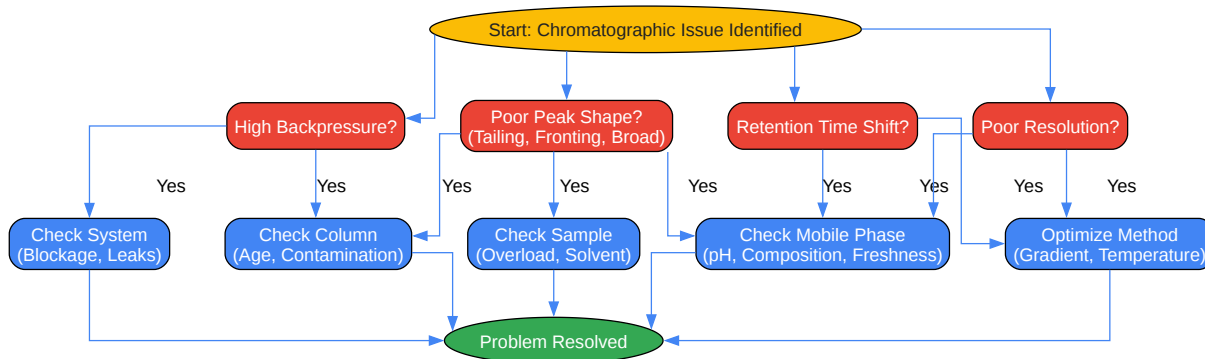 Start: Chromatographic Issue Identified
High Backpressure?
Poor Peak Shape?
(Tailing, Fronting, Broad)
Retention Time Shift?
Poor Resolution?
Yes
Yes
Yes
Yes
Yes
Yes
Yes
Yes
Yes
Check System
(Blockage, Leaks)
Check Column
(Age, Contamination)
Check Sample
(Overload, Solvent)
Check Mobile Phase
(pH, Composition, Freshness)
Optimize Method
(Gradient, Temperature)
Problem Resolved